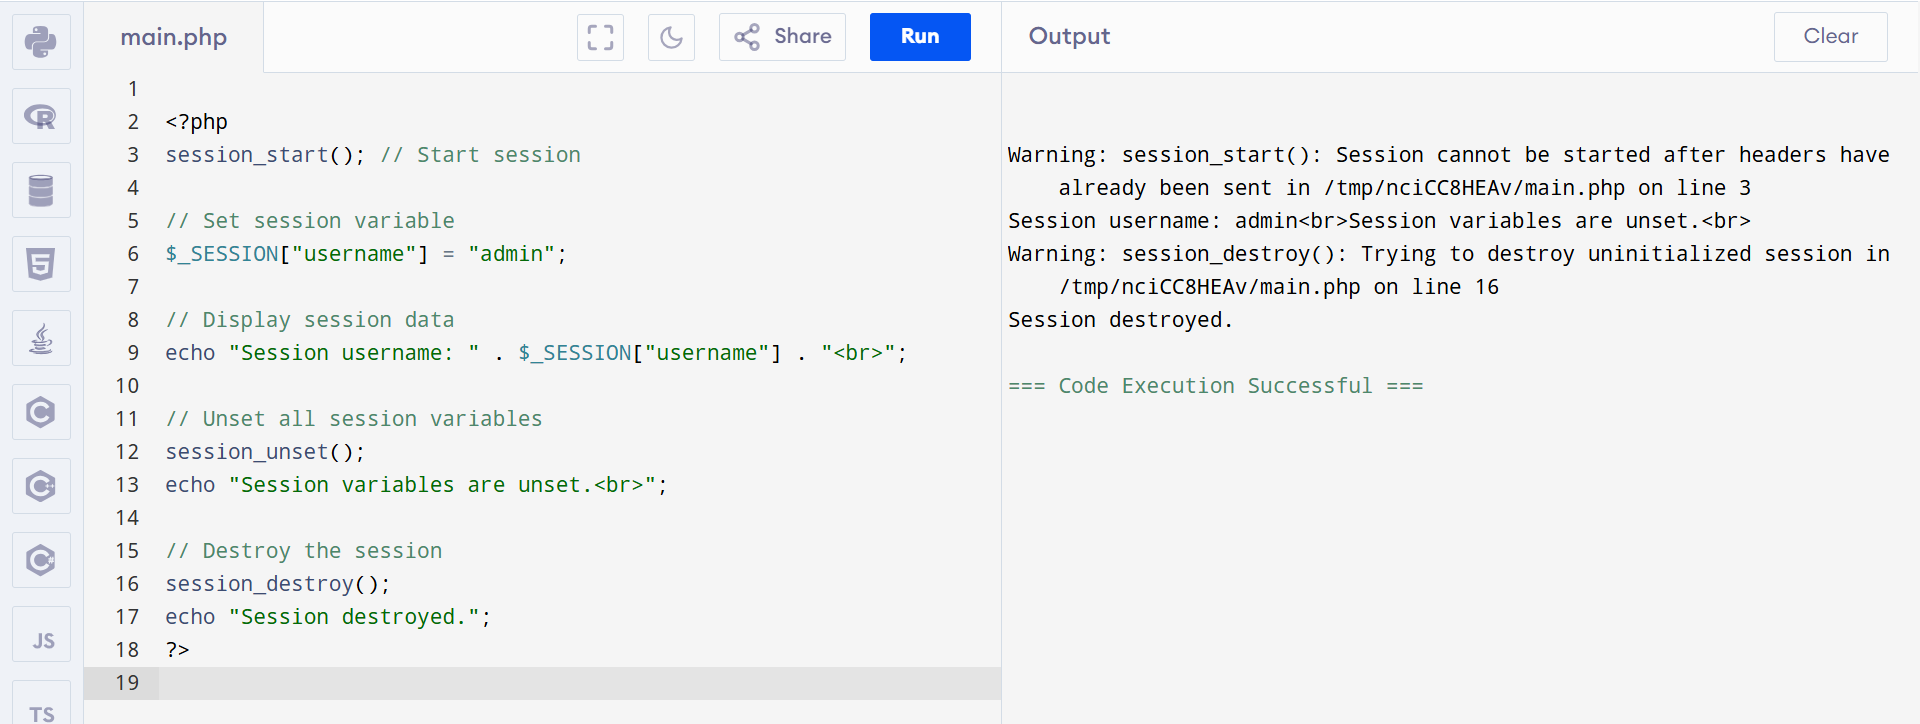 main.php
Share
Run
Output
Clear
1
2 <?php
3 session_start(); // Start session
4
5 // Set session variable
6 $_SESSION["username"] = "admin";
7
8 // Display session data
9 echo "Session username: " . $_SESSION["username"] . "<br>";
10
11 // Unset all session variables
12 session_unset();
13 echo "Session variables are unset.<br>";
14
15 // Destroy the session
16 session_destroy();
17 echo "Session destroyed.";
18 ?>
19
Warning: session_start(): Session cannot be started after headers have
already been sent in /tmp/nciCC8HEAv/main.php on line 3
Session username: admin<br>Session variables are unset.<br>
Warning: session_destroy(): Trying to destroy uninitialized session in
/tmp/nciCC8HEAv/main.php on line 16
Session destroyed.
=== Code Execution Successful ===
R
5
C
C++
C#
JS
TS